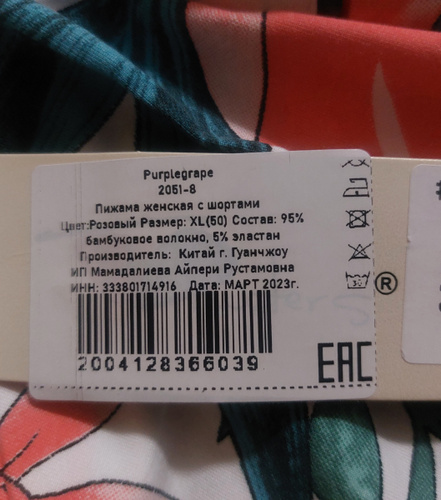 Purplegrape
2051-8
Пижама женская с шортами
Цвет:Розовый Размер: XL(50) Состав: 95%
бамбуковое волокно, 5% эластан
Производитель: Китай г. Гуанчжоу
ИП Мамадалиева Айпери Рустамовна
ИНН: 333801714916 Дата: МАРТ 2023г.
2004128366039
EAC
®